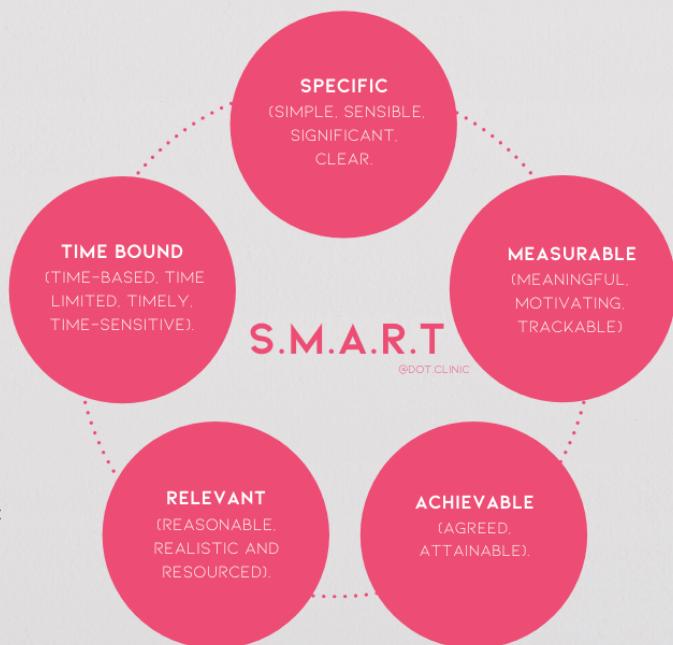 SPECIFIC
(SIMPLE, SENSIBLE,
SIGNIFICANT,
CLEAR.
MEASURABLE
(MEANINGFUL,
MOTIVATING,
TRACKABLE)
ACHIEVABLE
(AGREED,
ATTAINABLE).
RELEVANT
(REASONABLE,
REALISTIC AND
RESOURCED).
TIME BOUND
(TIME-BASED, TIME
LIMITED, TIMELY,
TIME-SENSITIVE).
S.M.A.R.T
@DOT.CLINIC